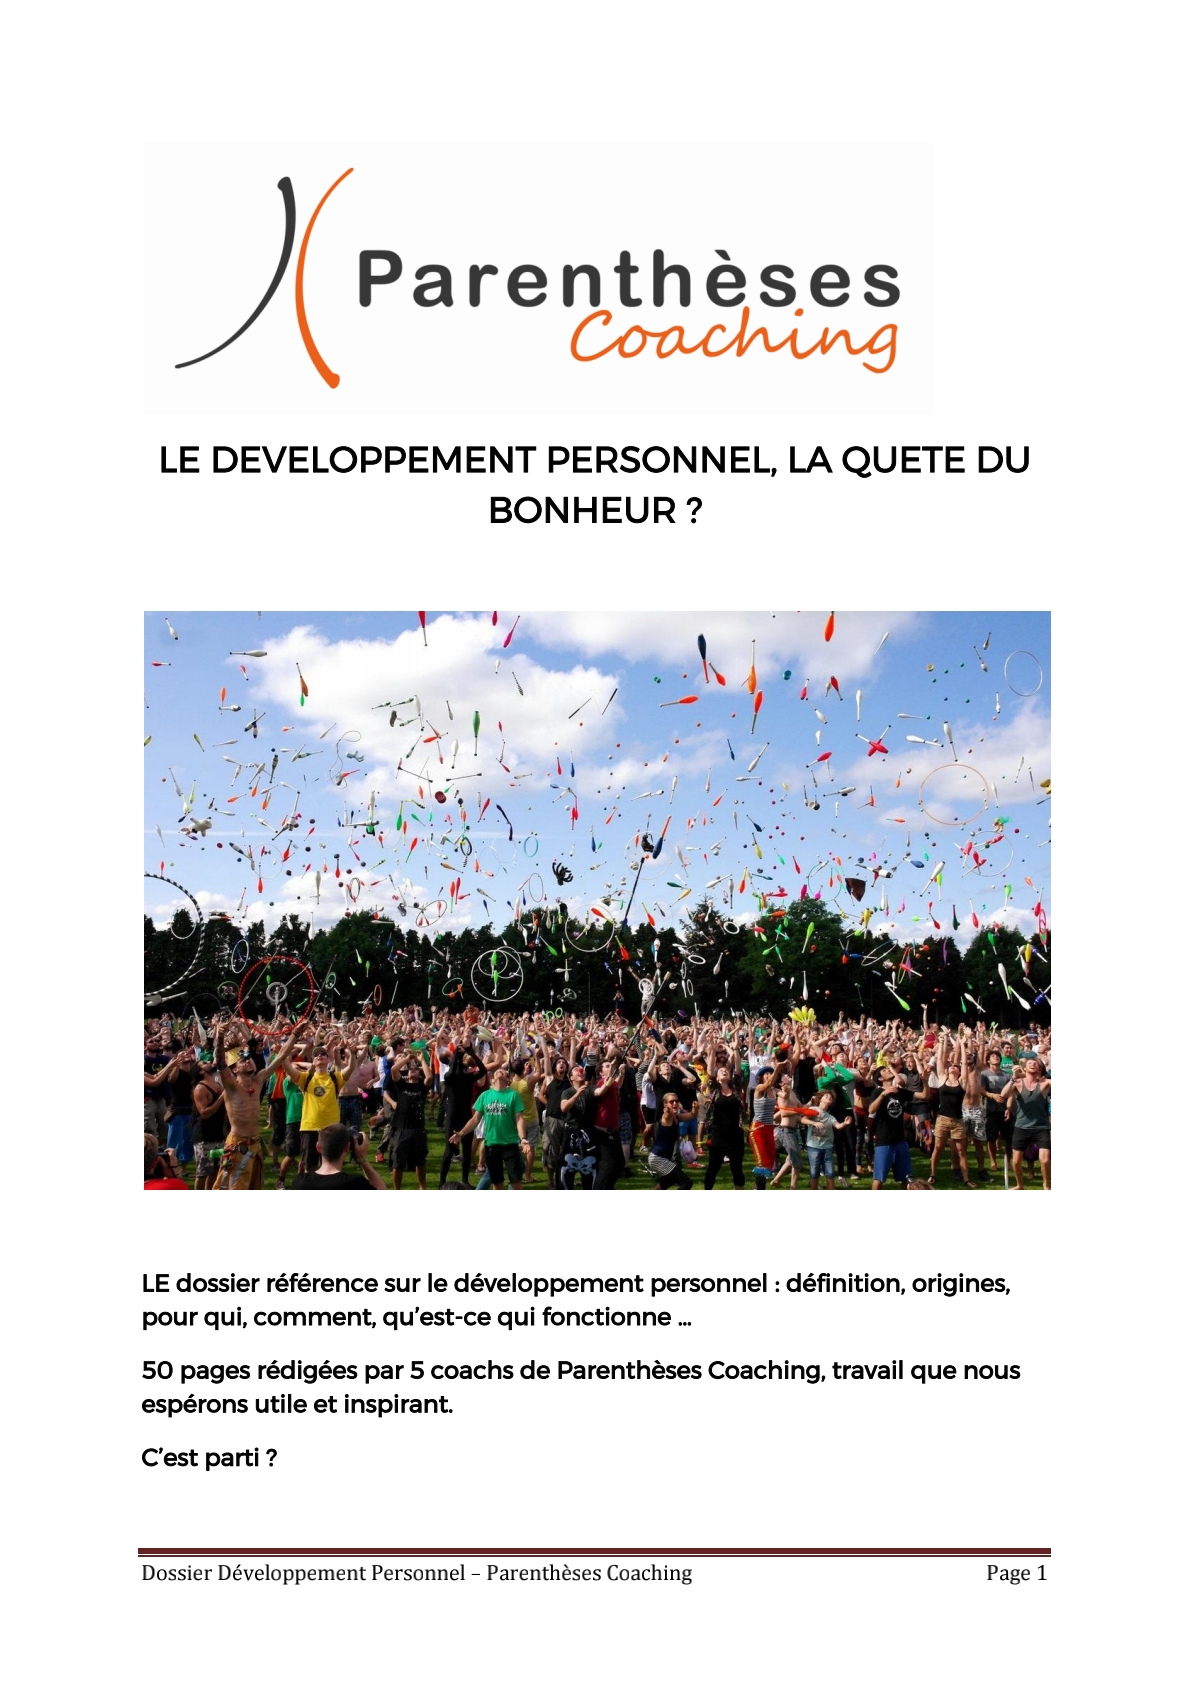 Parenthèses
Coaching
LE DEVELOPPEMENT PERSONNEL, LA QUETE DU
BONHEUR ?
LE dossier référence sur le développement personnel : définition, origines,
pour qui, comment, qu’est-ce qui fonctionne ...
50 pages rédigées par 5 coachs de Parenthèses Coaching, travail que nous
espérons utile et inspirant.
C’est parti ?
Dossier Développement Personnel – Parenthèses Coaching Page 1